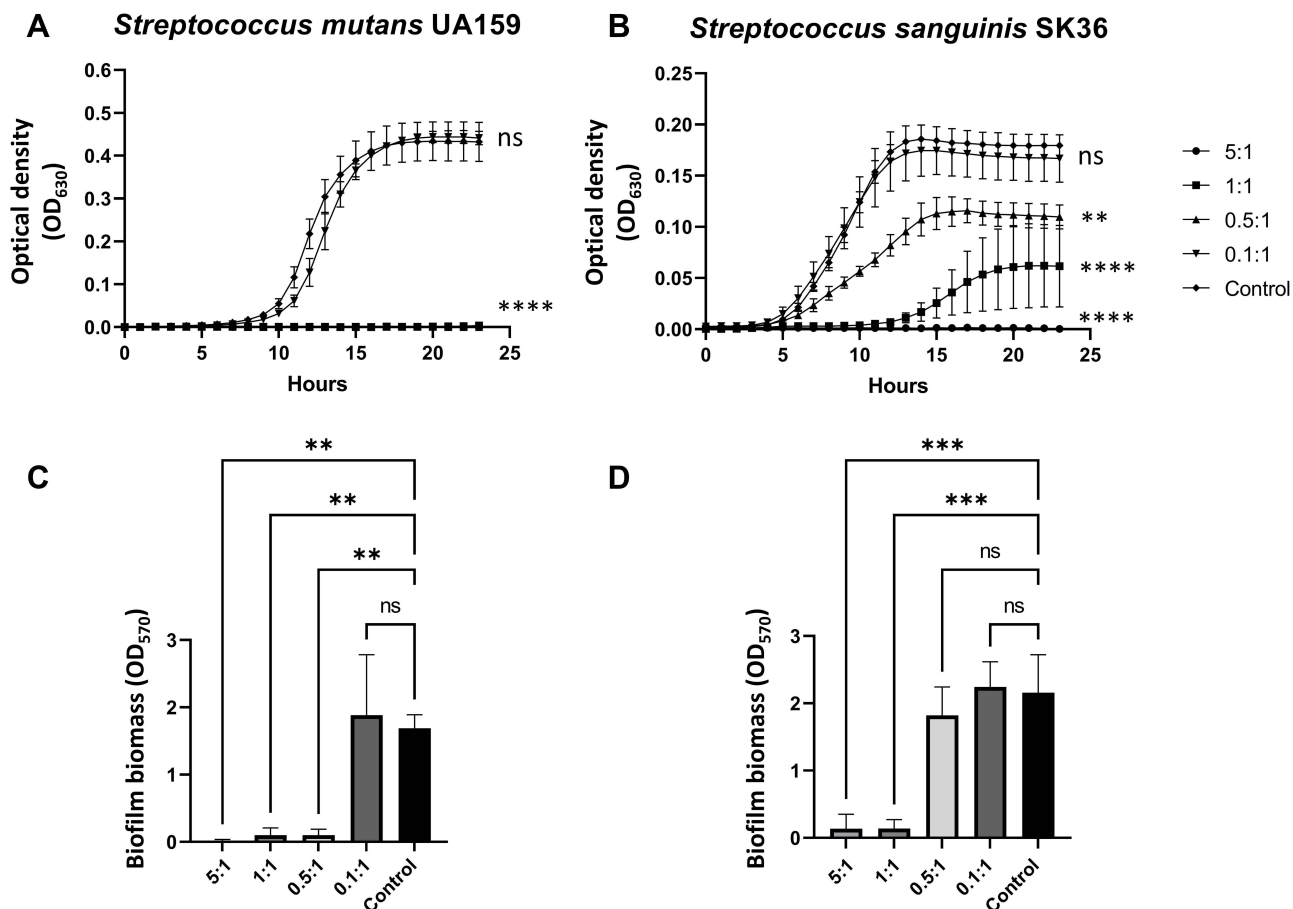 A
Streptococcus mutans UA159
0.6
0.5
0.4
0.3
0.2
0.1
0.0
Optical density
(OD630)
0
5
10
15
20
25
Hours
ns
****
B
Streptococcus sanguinis SK36
0.25
0.20
0.15
0.10
0.05
0.00
Optical density
(OD630)
0
5
10
15
20
25
Hours
ns
**
****
****
5:1
1:1
0.5:1
0.1:1
Control
C
**
**
**
ns
Biofilm biomass (OD570)
3
2
1
0
5:1
1:1
0.5:1
0.1:1
Control
D
***
***
ns
ns
Biofilm biomass (OD570)
3
2
1
0
5:1
1:1
0.5:1
0.1:1
Control